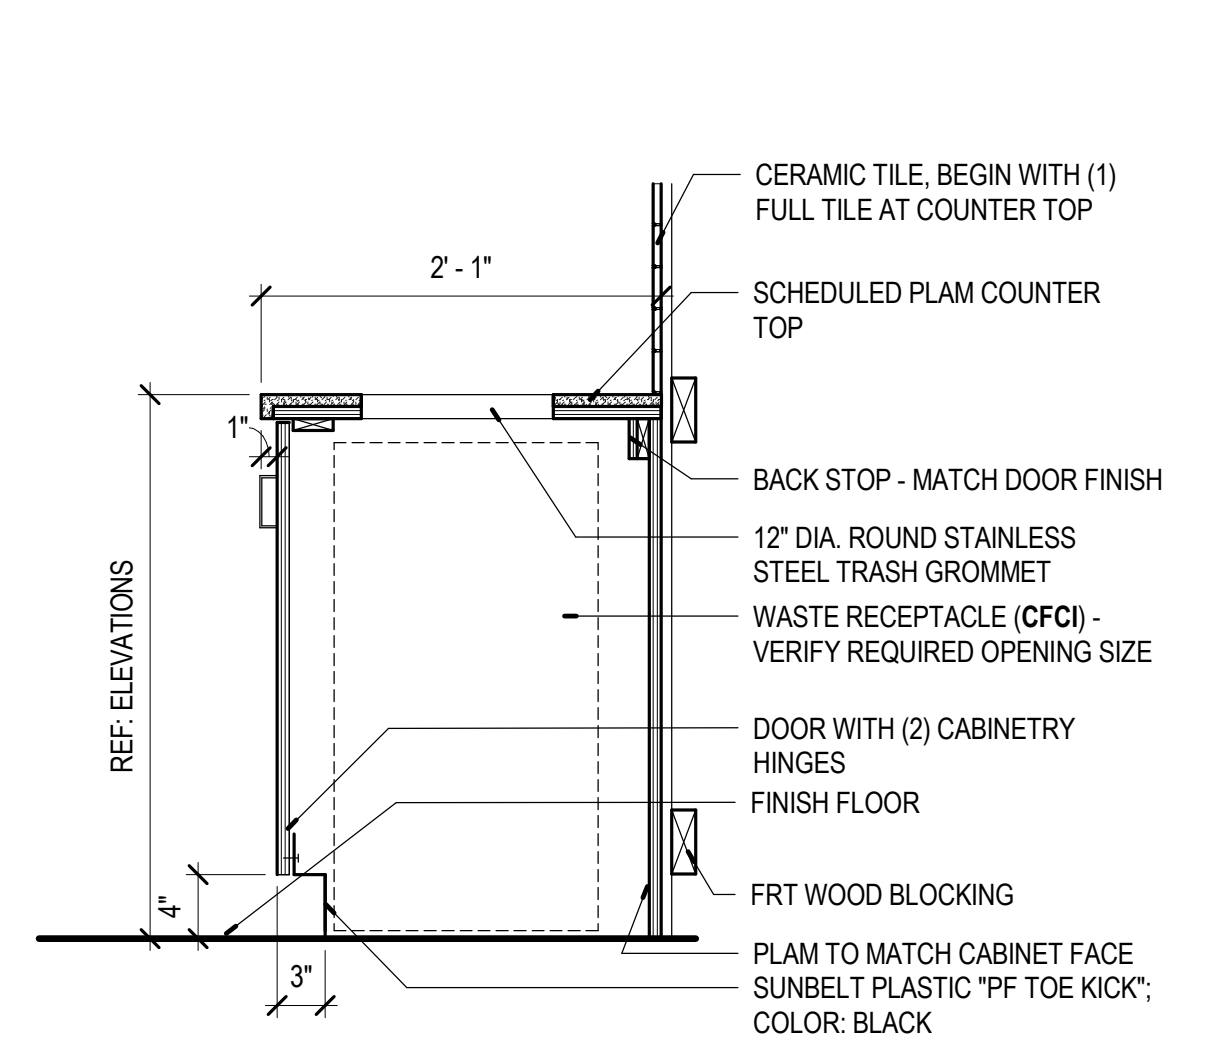 CERAMIC TILE, BEGIN WITH (1)
FULL TILE AT COUNTER TOP
2' - 1"
SCHEDULED PLAM COUNTER
TOP
1"
BACK STOP - MATCH DOOR FINISH
12" DIA. ROUND STAINLESS
STEEL TRASH GROMMET
REF: ELEVATIONS
WASTE RECEPTACLE (CFCI) -
VERIFY REQUIRED OPENING SIZE
DOOR WITH (2) CABINETRY
HINGES
FINISH FLOOR
4"
FRT WOOD BLOCKING
PLAM TO MATCH CABINET FACE
3"
SUNBELT PLASTIC "PF TOE KICK";
COLOR: BLACK